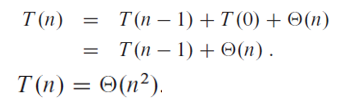 T(n) = T(n − 1) + T(0) + Θ(n)
= T(n − 1) + Θ(n) .
T(n) = Θ(n²).